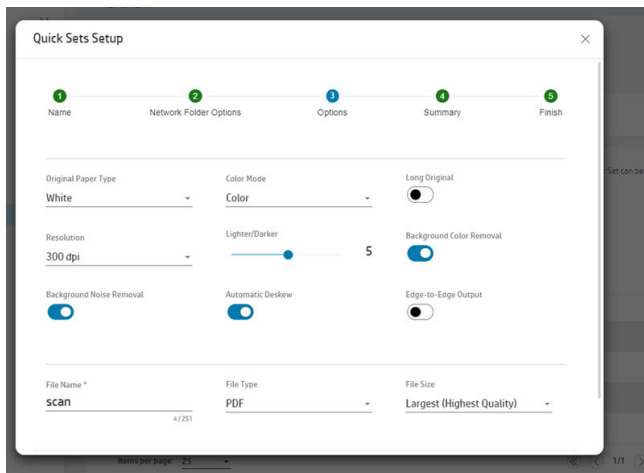 Quick Sets Setup
1 2 3 4 5
Name Network Folder Options Options Summary Finish
Original Paper Type Color Mode Long Original
White Color
Set can be
Resolution Lighter/Darker Background Color Removal
300 dpi 5
Background Noise Removal Automatic Deskew Edge-to-Edge Output
File Name * File Type File Size
scan PDF Largest (Highest Quality)
4/251
Items per page: 25 1/1